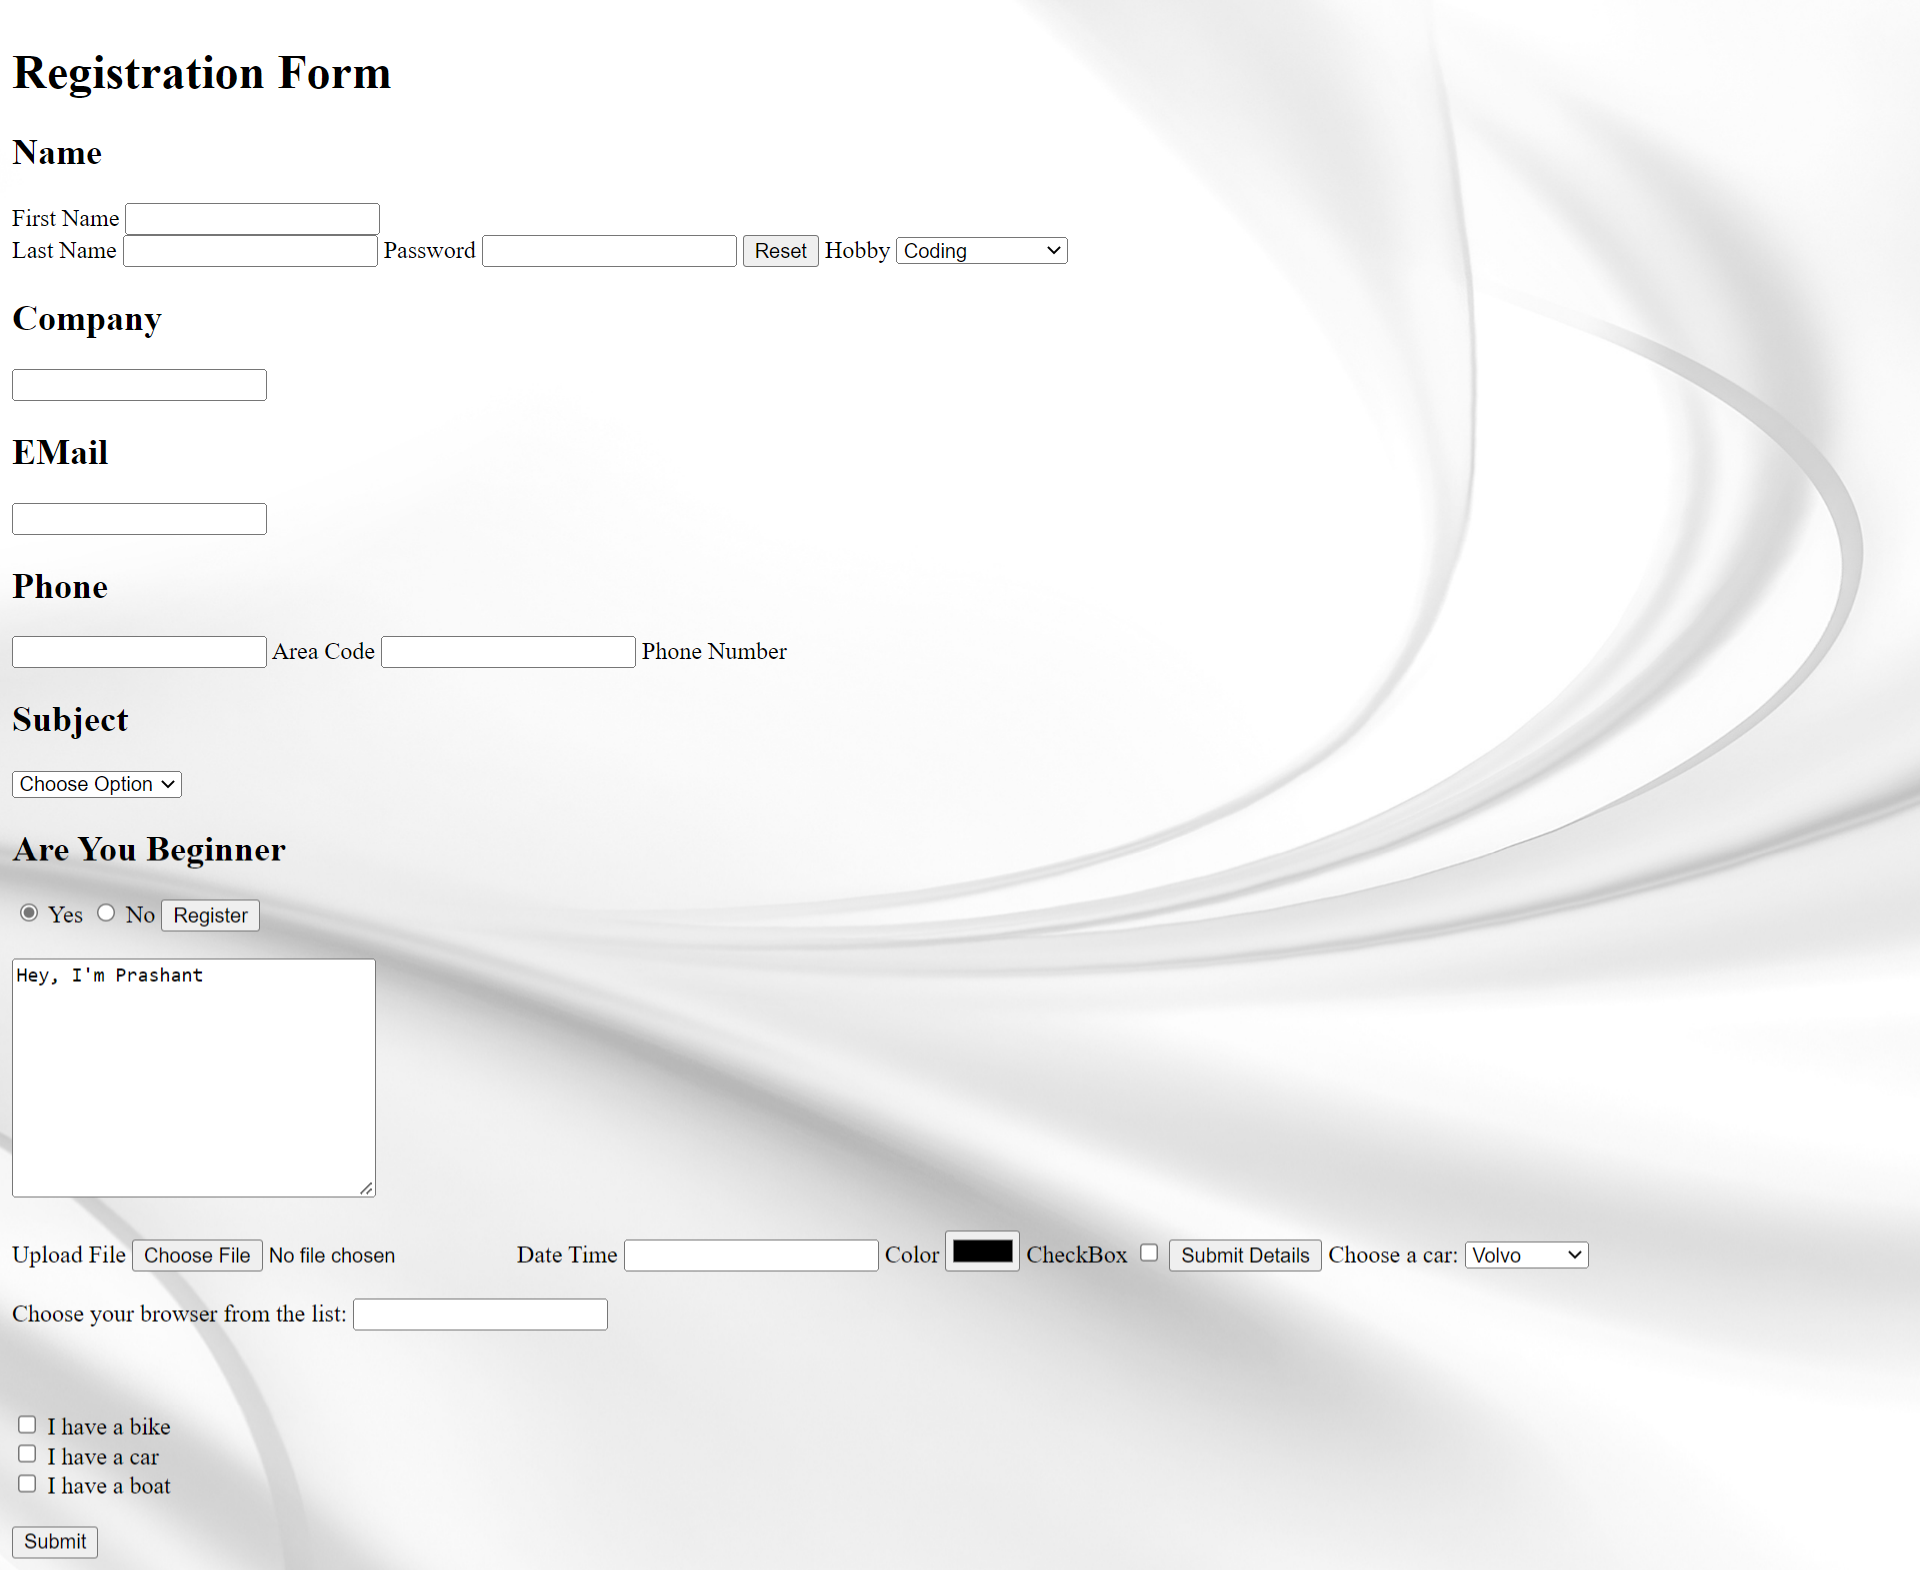 Registration Form
Name
First Name
Last Name Password Reset Hobby Coding
Company
EMail
Phone
Area Code Phone Number
Subject
Choose Option
Are You Beginner
Yes No Register
Hey, I'm Prashant
Upload File Choose File No file chosen Date Time Color CheckBox Submit Details Choose a car: Volvo
Choose your browser from the list:
I have a bike
I have a car
I have a boat
Submit